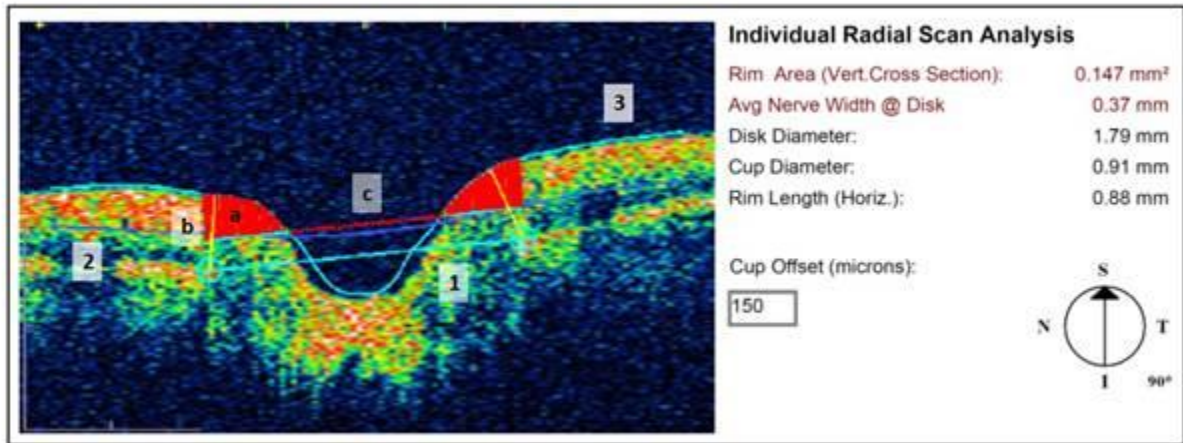 3
c
a
b
2
1
Individual Radial Scan Analysis
Rim Area (Vert.Cross Section): 0.147 mm²
Avg Nerve Width @ Disk 0.37 mm
Disk Diameter: 1.79 mm
Cup Diameter: 0.91 mm
Rim Length (Horiz.): 0.88 mm
Cup Offset (microns):
150
S
N T
I 90°